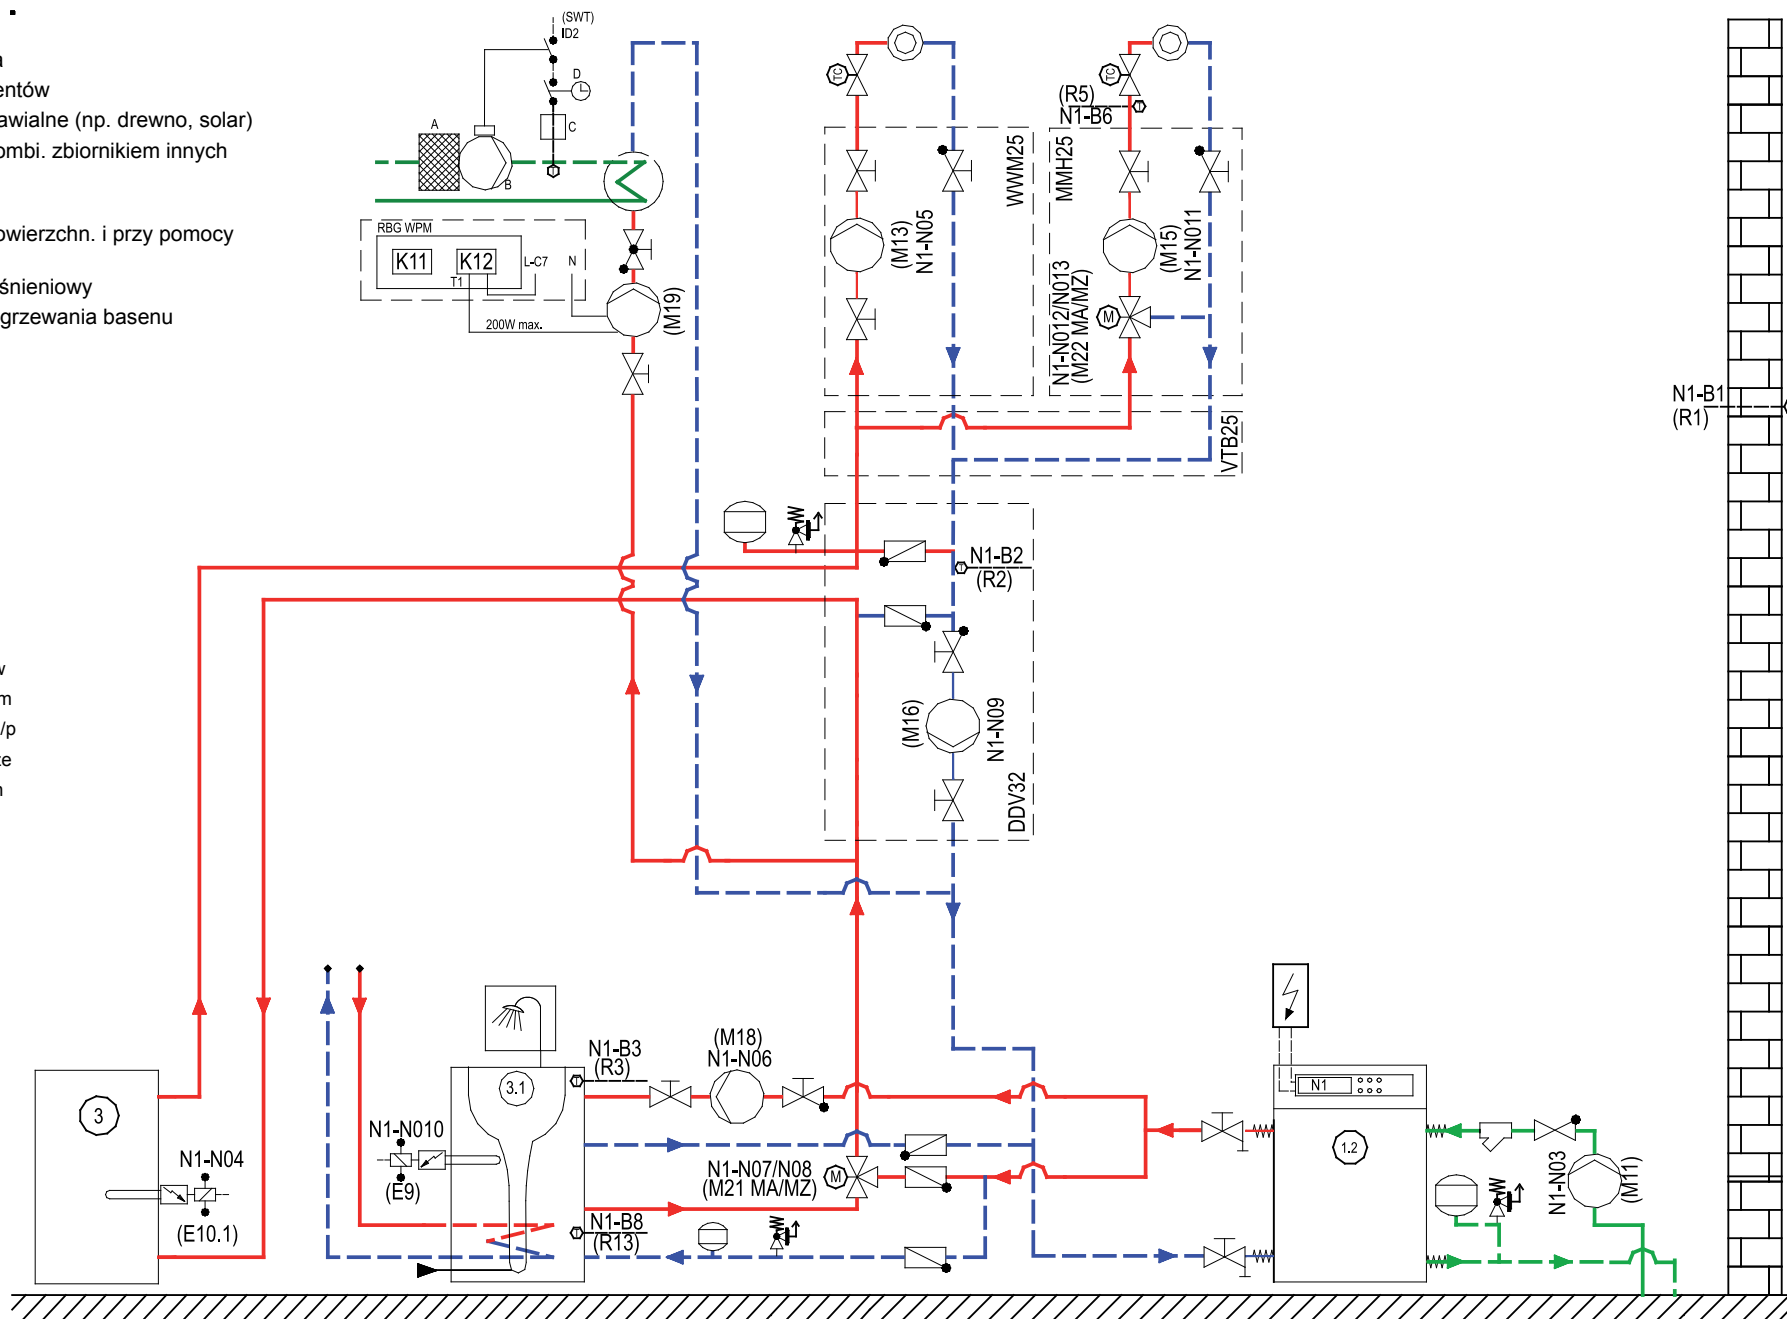 a
entów
awialne (np. drewno, solar)
ombi. zbiornikiem innych
owierzchn. i przy pomocy
śnieniowy
grzewania basenu
w
m
/p
te
n
(SWT)
ID2
D
A
C
B
T
RBG WPM
K11
K12
L-C7
N
T1
200W max.
(M19)
TC
(M13)
N1-N05
WWM25
TC
(R5)
N1-B6
T
MMH25
(M15)
N1-N011
M
N1-N012/N013
(M22 MA/MZ)
VTB25
N1-B1
(R1)
T
N1-B2
(R2)
(M16)
N1-N09
DDV32
3
N1-N04
(E10.1)
3.1
N1-N010
(E9)
T
N1-B3
(R3)
(M18)
N1-N06
N1-N07/N08
(M21 MA/MZ)
M
T
N1-B8
(R13)
N1
1.2
N1-N03
(M11)